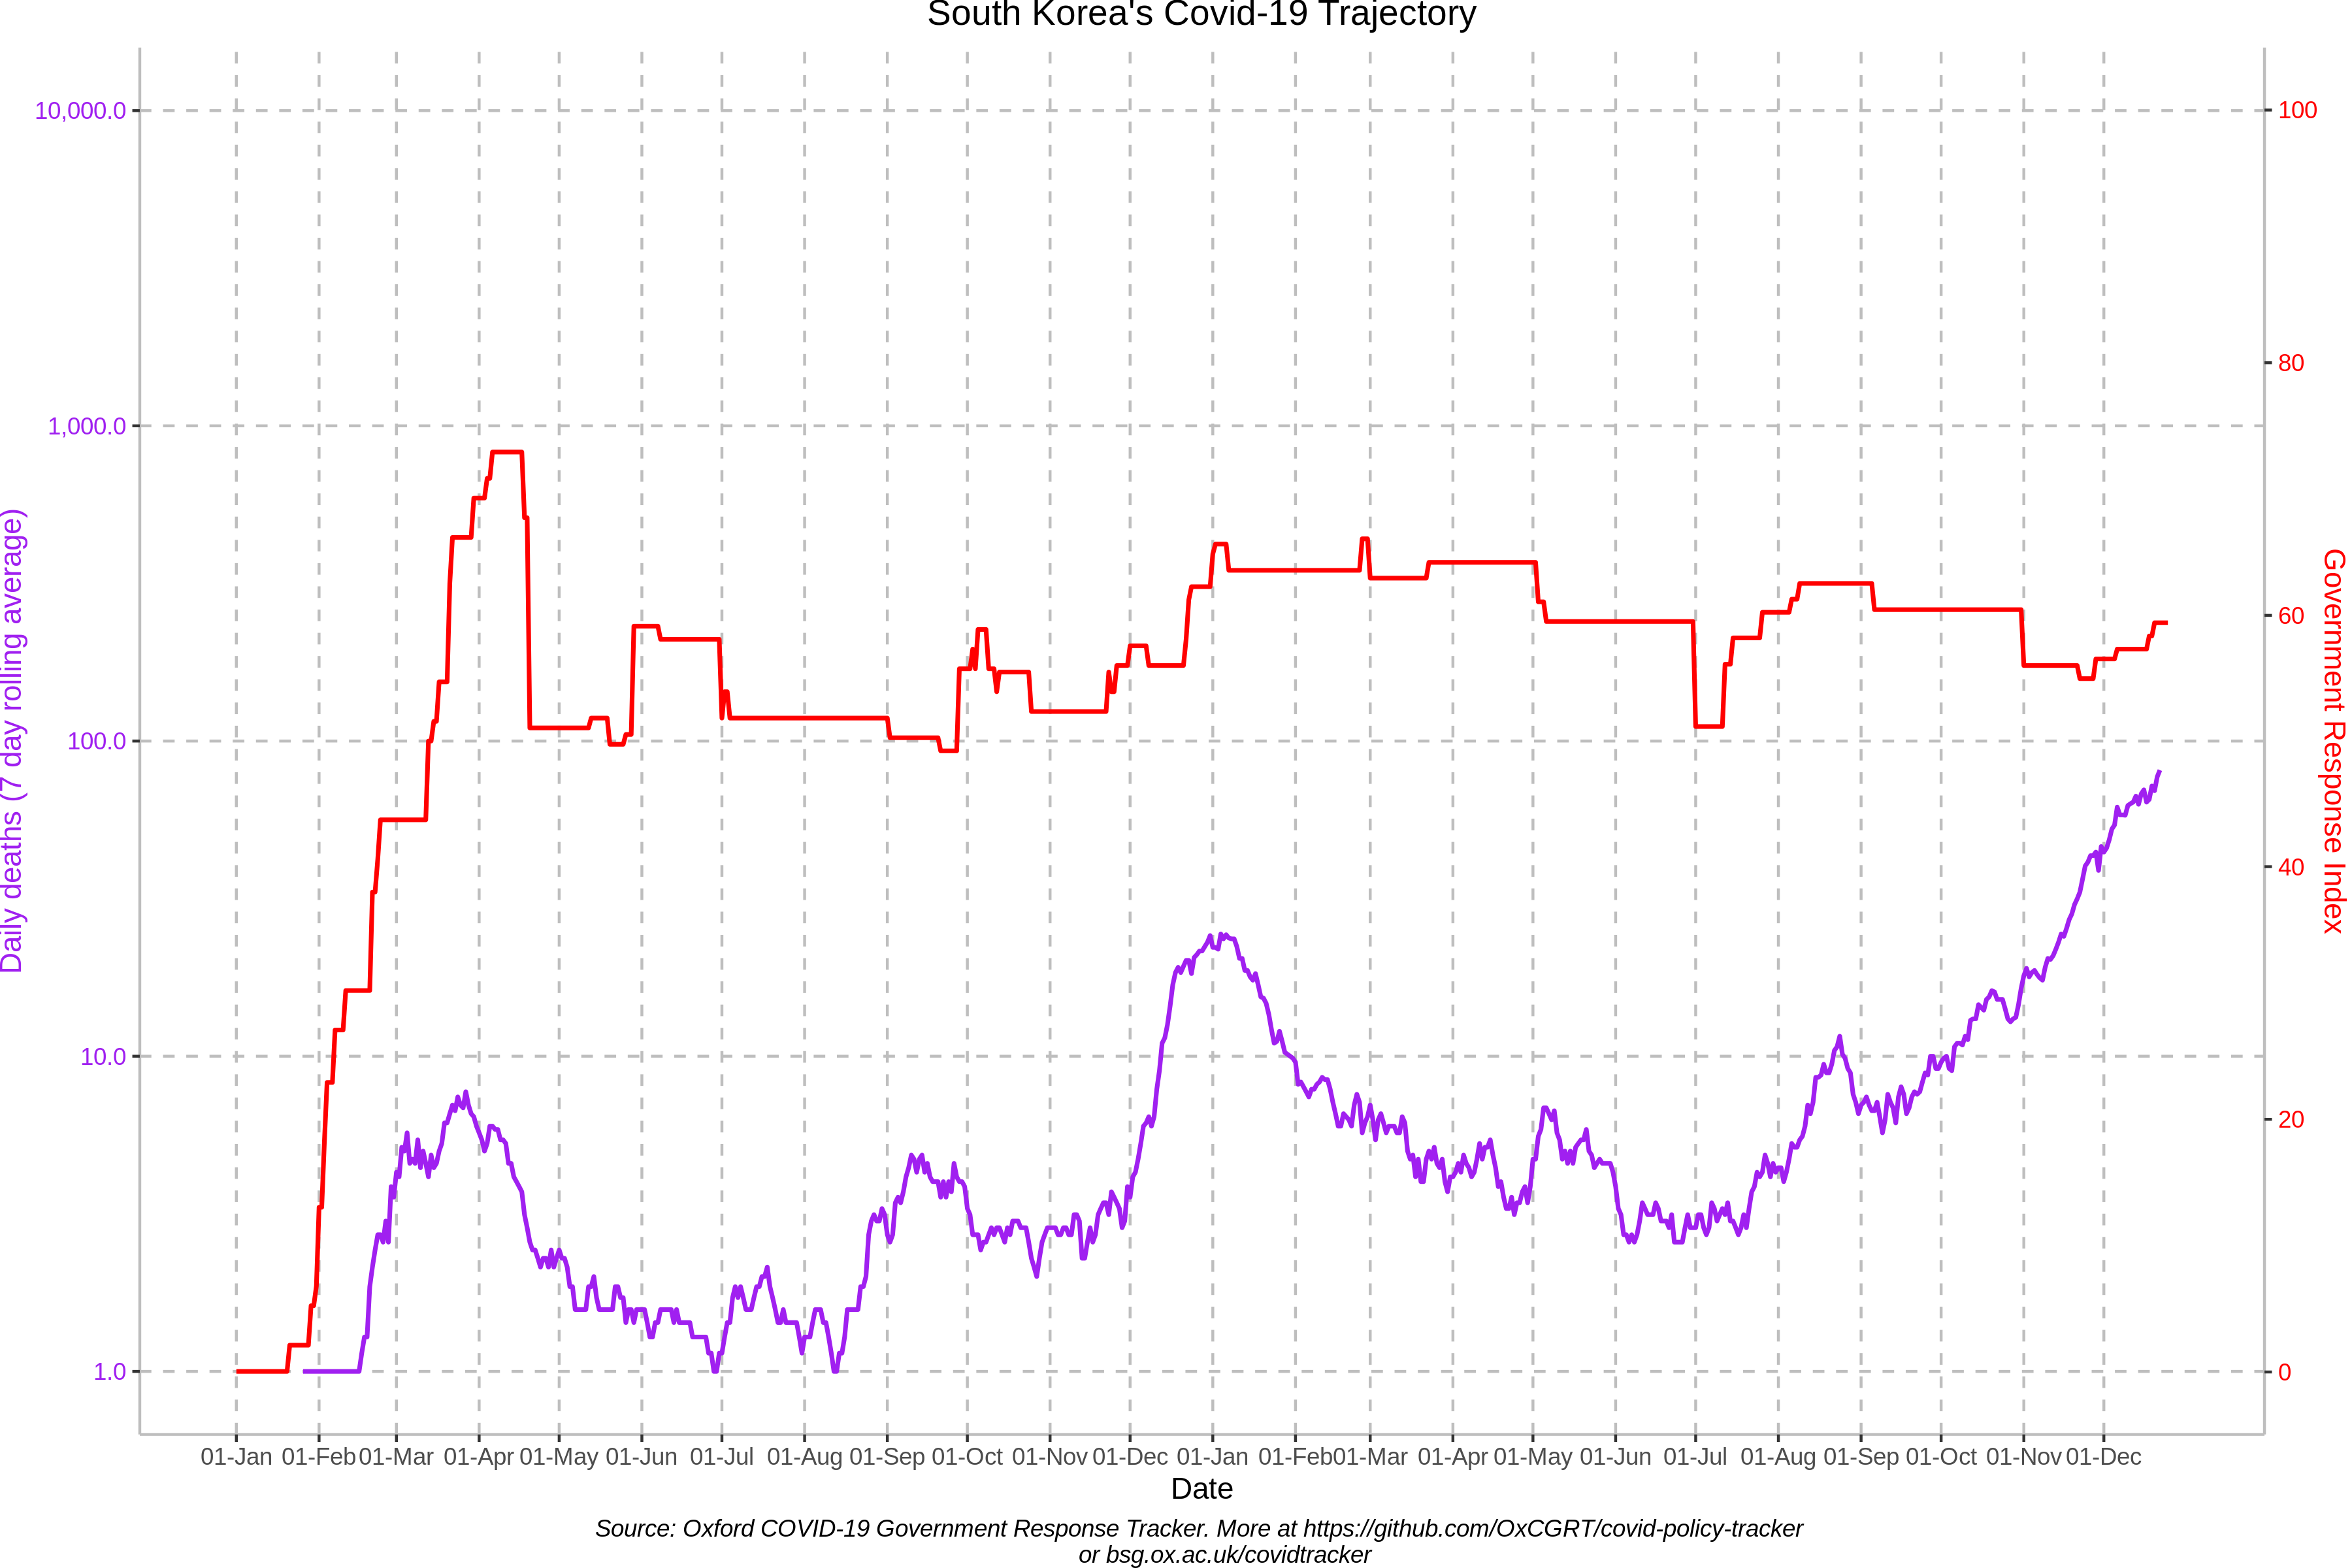 South Korea's Covid-19 Trajectory
10,000.0
1,000.0
100.0
10.0
1.0
Daily deaths (7 day rolling average)
100
80
60
40
20
0
Government Response Index
01-Jan 01-Feb 01-Mar 01-Apr 01-May 01-Jun 01-Jul 01-Aug 01-Sep 01-Oct 01-Nov 01-Dec 01-Jan 01-Feb 01-Mar 01-Apr 01-May 01-Jun 01-Jul 01-Aug 01-Sep 01-Oct 01-Nov 01-Dec
Date
Source: Oxford COVID-19 Government Response Tracker. More at https://github.com/OxCGRT/covid-policy-tracker
or bsg.ox.ac.uk/covidtracker